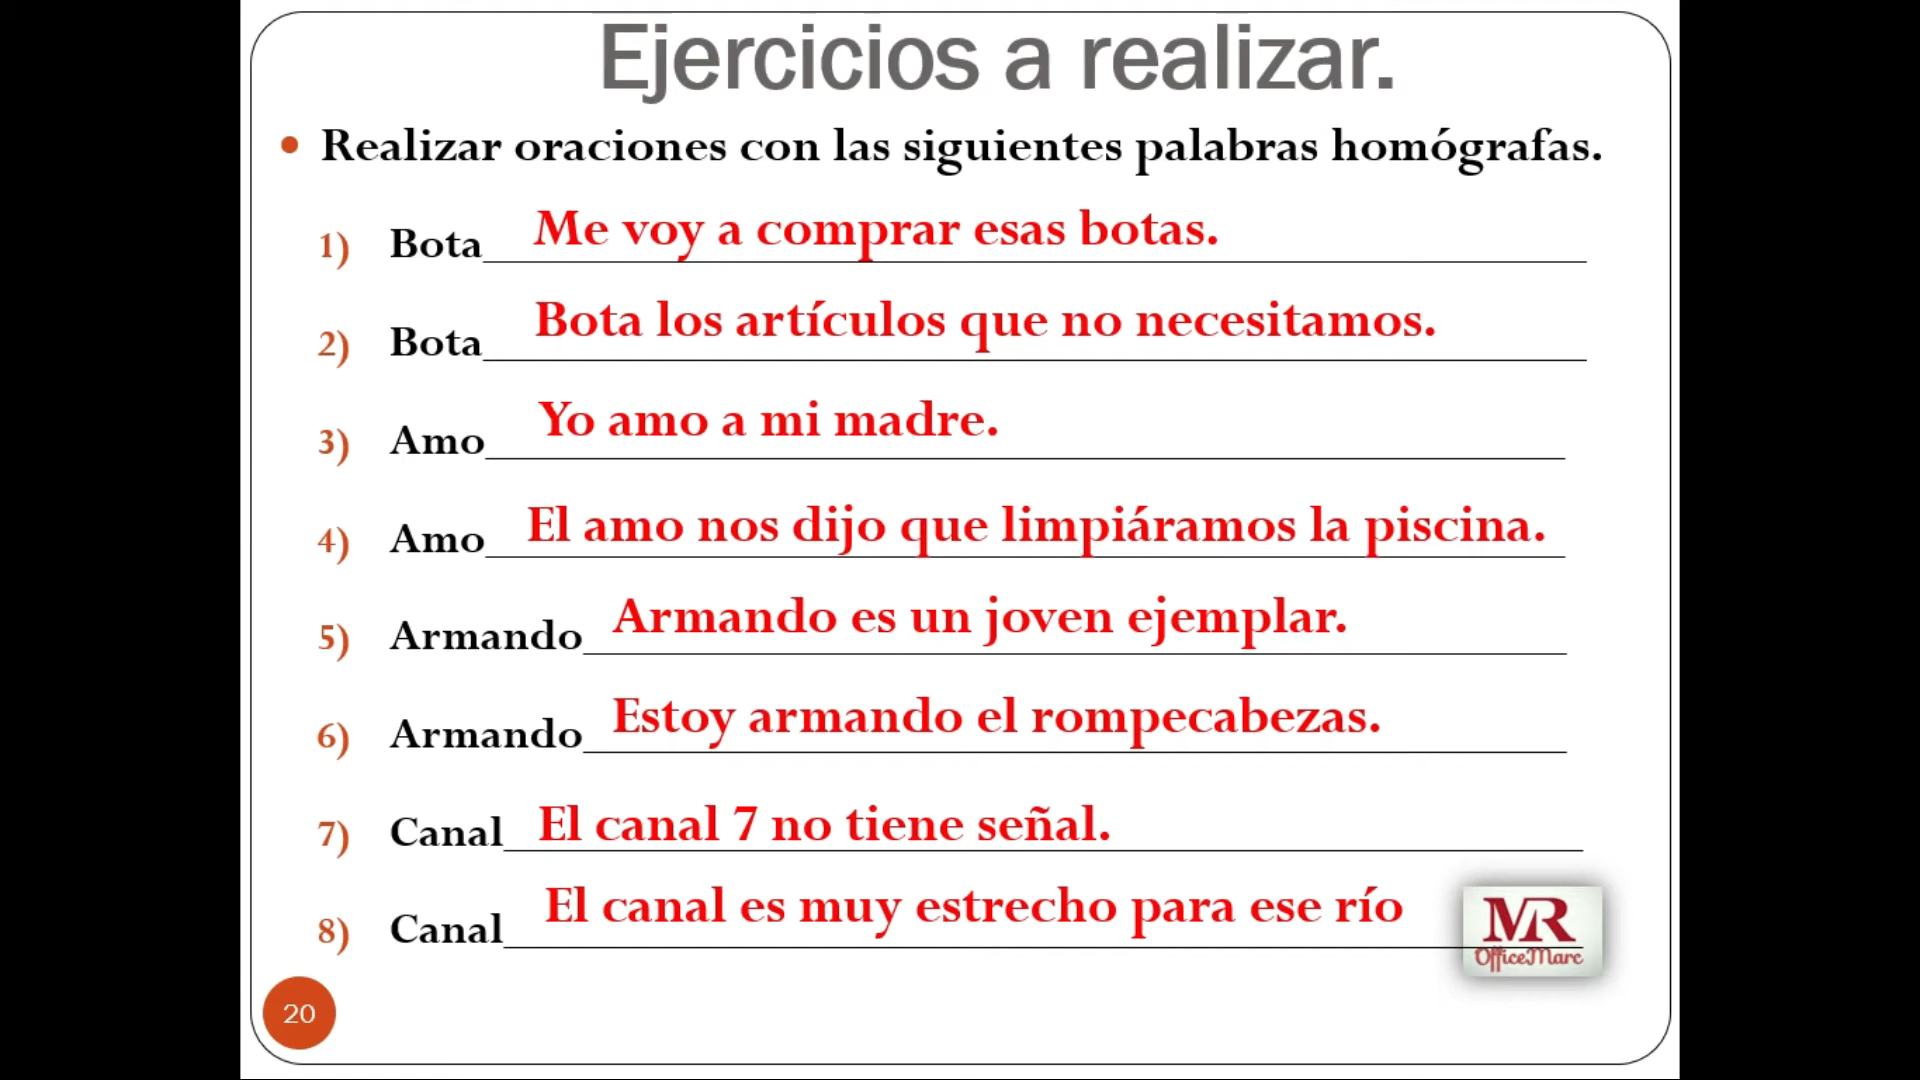 Ejercicios a realizar.
• Realizar oraciones con las siguientes palabras homógrafas.
1) Bota Me voy a comprar esas botas.
2) Bota Bota los artículos que no necesitamos.
3) Amo Yo amo a mi madre.
4) Amo El amo nos dijo que limpiáramos la piscina.
5) Armando Armando es un joven ejemplar.
6) Armando Estoy armando el rompecabezas.
7) Canal El canal 7 no tiene señal.
8) Canal El canal es muy estrecho para ese río
MR
OfficeMarc
20